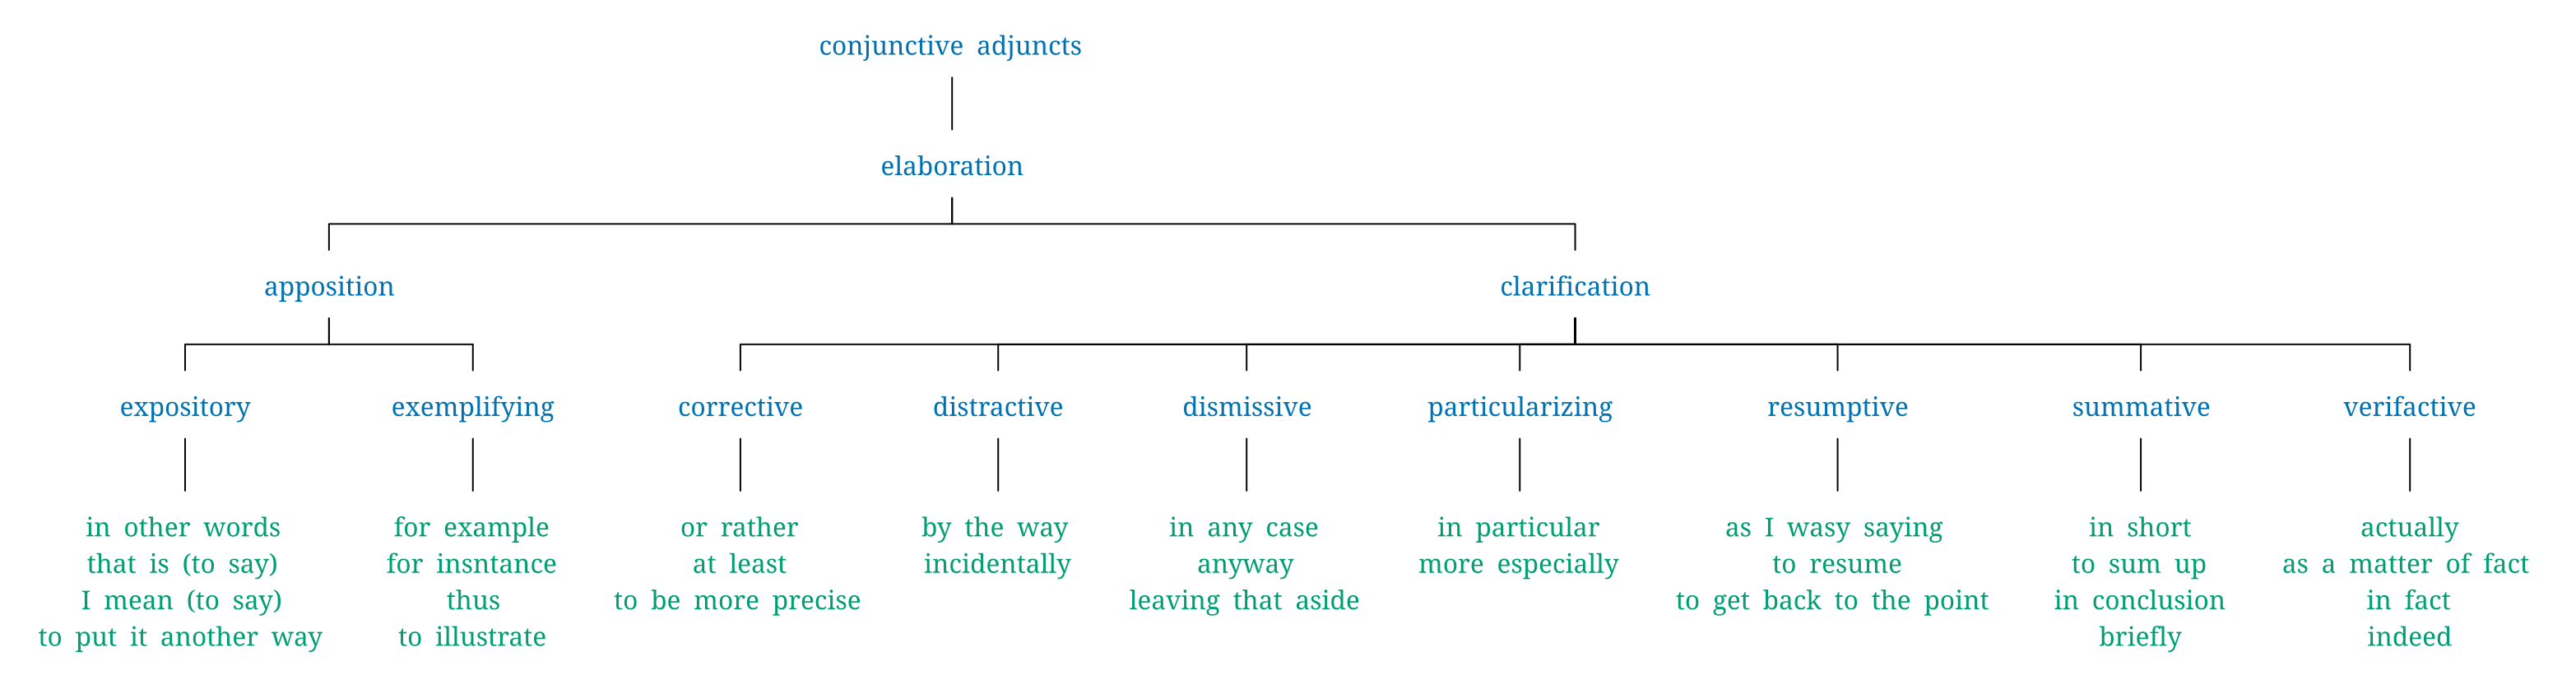 conjunctive adjuncts
elaboration
apposition clarification
expository exemplifying corrective distractive dismissive particularizing resumptive summative verifactive
in other words for example or rather by the way in any case in particular as I wasy saying in short actually
that is (to say) for insntance at least incidentally anyway more especially to resume to sum up as a matter of fact
I mean (to say) thus to be more precise leaving that aside to get back to the point in conclusion in fact
to put it another way to illustrate briefly indeed